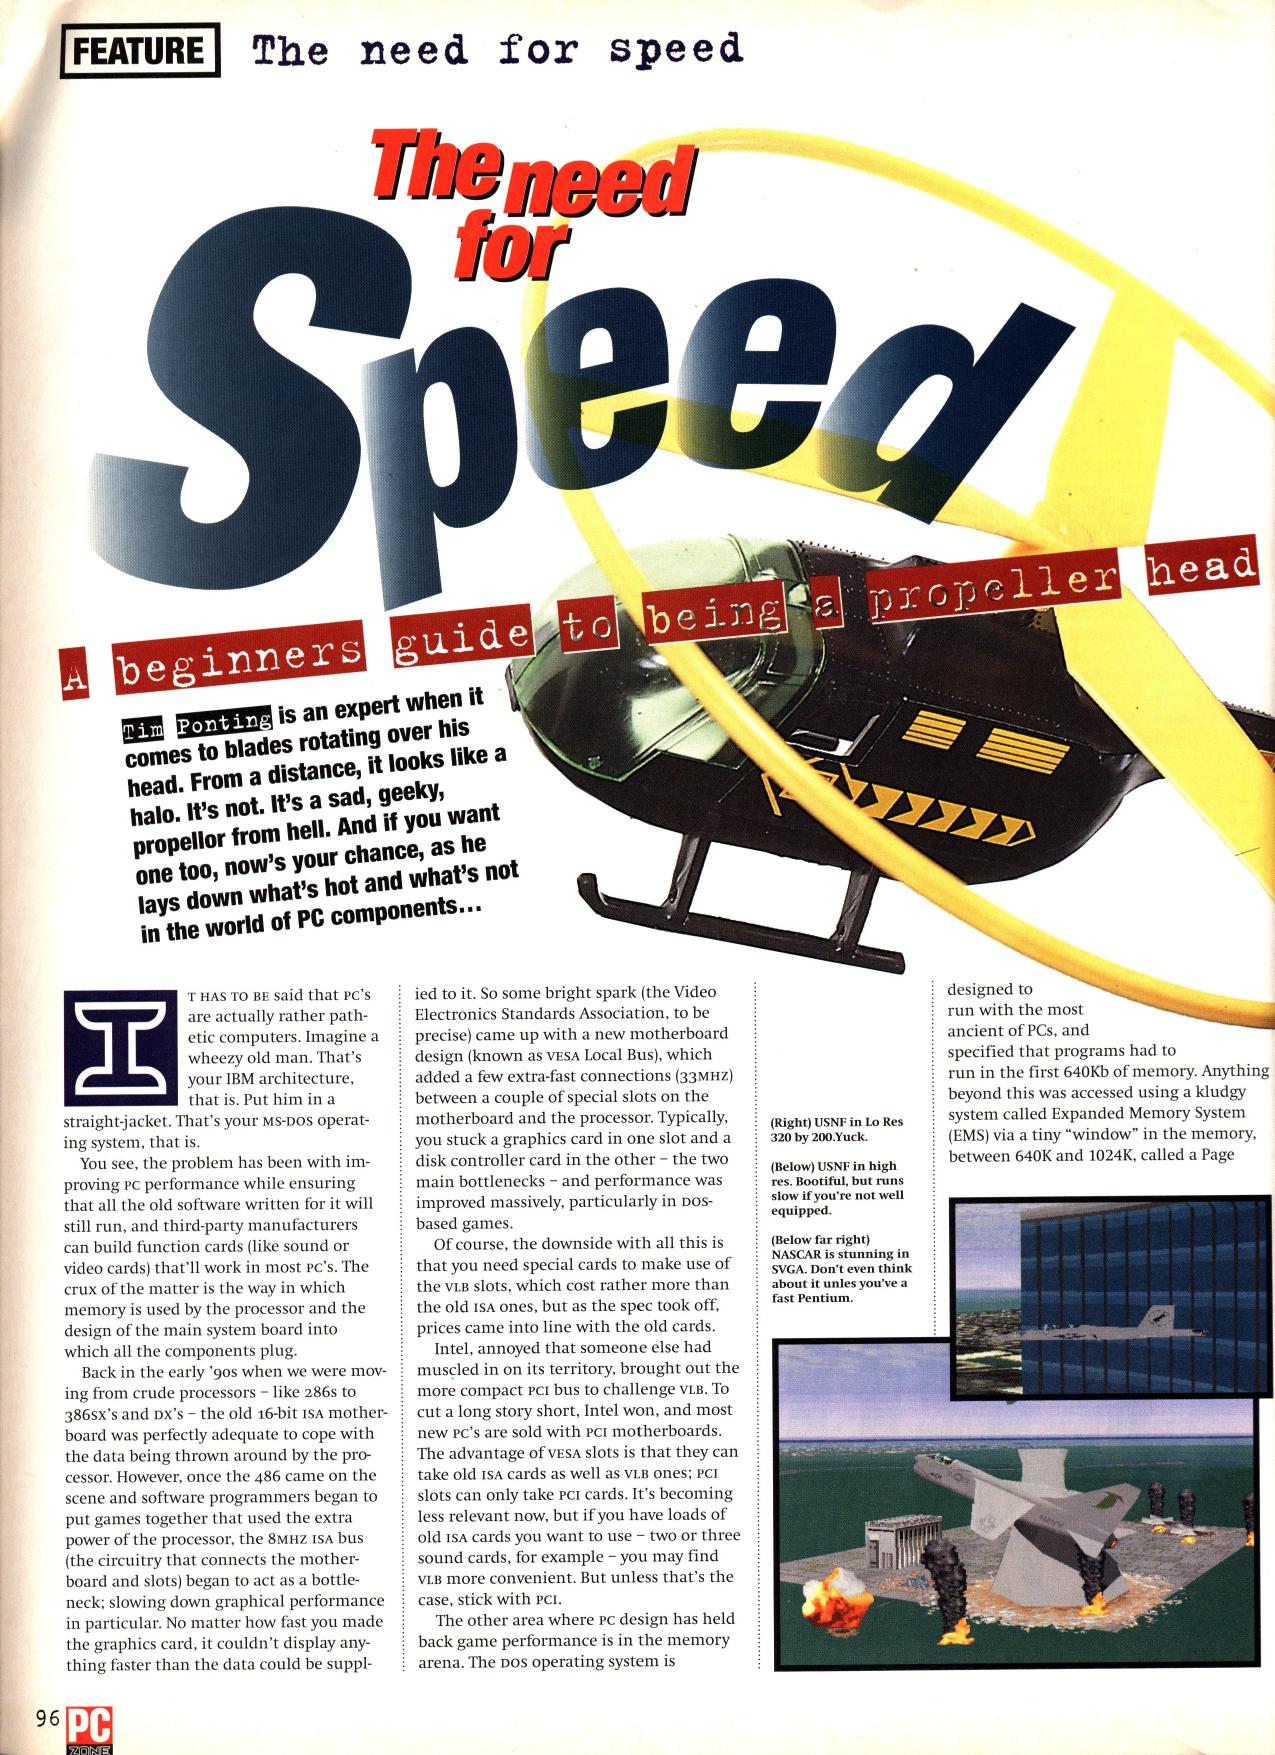 FEATURE The need for speed
The need
for
Speed
A beginners guide to being a propeller head
Tim Ponting is an expert when it
comes to blades rotating over his
head. From a distance, it looks like a
halo. It's not. It's a sad, geeky,
propellor from hell. And if you want
one too, now's your chance, as he
lays down what's hot and what's not
in the world of PC components...
IT HAS TO BE said that PC's
are actually rather path-
etic computers. Imagine a
wheezy old man. That's
your IBM architecture,
that is. Put him in a
straight-jacket. That's your MS-DOS operat-
ing system, that is.
You see, the problem has been with im-
proving PC performance while ensuring
that all the old software written for it will
still run, and third-party manufacturers
can build function cards (like sound or
video cards) that'll work in most PC's. The
crux of the matter is the way in which
memory is used by the processor and the
design of the main system board into
which all the components plug.
Back in the early '90s when we were mov-
ing from crude processors – like 286s to
386SX's and DX's – the old 16-bit ISA mother-
board was perfectly adequate to cope with
the data being thrown around by the pro-
cessor. However, once the 486 came on the
scene and software programmers began to
put games together that used the extra
power of the processor, the 8MHZ ISA bus
(the circuitry that connects the mother-
board and slots) began to act as a bottle-
neck; slowing down graphical performance
in particular. No matter how fast you made
the graphics card, it couldn't display any-
thing faster than the data could be suppl-
ied to it. So some bright spark (the Video
Electronics Standards Association, to be
precise) came up with a new motherboard
design (known as VESA Local Bus), which
added a few extra-fast connections (33MHZ)
between a couple of special slots on the
motherboard and the processor. Typically,
you stuck a graphics card in one slot and a
disk controller card in the other – the two
main bottlenecks – and performance was
improved massively, particularly in DOS-
based games.
Of course, the downside with all this is
that you need special cards to make use of
the VLB slots, which cost rather more than
the old ISA ones, but as the spec took off,
prices came into line with the old cards.
Intel, annoyed that someone else had
muscled in on its territory, brought out the
more compact PCI bus to challenge VLB. To
cut a long story short, Intel won, and most
new PC's are sold with PCI motherboards.
The advantage of VESA slots is that they can
take old ISA cards as well as VLB ones; PCI
slots can only take PCI cards. It's becoming
less relevant now, but if you have loads of
old ISA cards you want to use – two or three
sound cards, for example – you may find
VLB more convenient. But unless that's the
case, stick with PCI.
The other area where PC design has held
back game performance is in the memory
arena. The DOS operating system is
(Right) USNF in Lo Res
320 by 200.Yuck.
(Below) USNF in high
res. Bootiful, but runs
slow if you're not well
equipped.
(Below far right)
NASCAR is stunning in
SVGA. Don't even think
about it unles you've a
fast Pentium.
designed to
run with the most
ancient of PCs, and
specified that programs had to
run in the first 640Kb of memory. Anything
beyond this was accessed using a kludgy
system called Expanded Memory System
(EMS) via a tiny “window” in the memory,
between 640K and 1024K, called a Page
NAVY
96 PC
ZONE